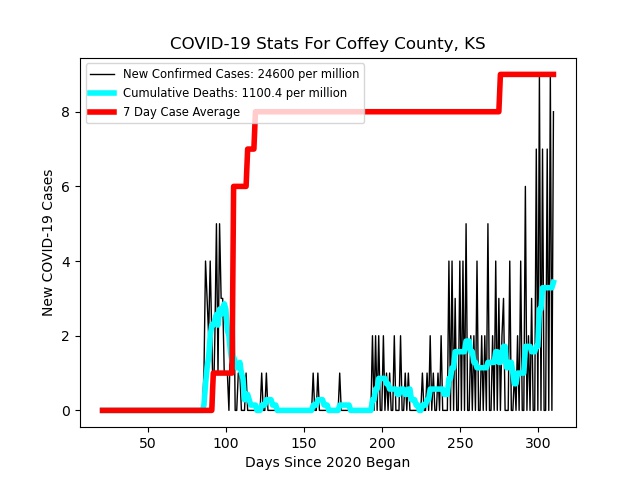 COVID-19 Stats For Coffey County, KS
New Confirmed Cases: 24600 per million
Cumulative Deaths: 1100.4 per million
7 Day Case Average
8
6
4
2
0
New COVID-19 Cases
50 100 150 200 250 300
Days Since 2020 Began